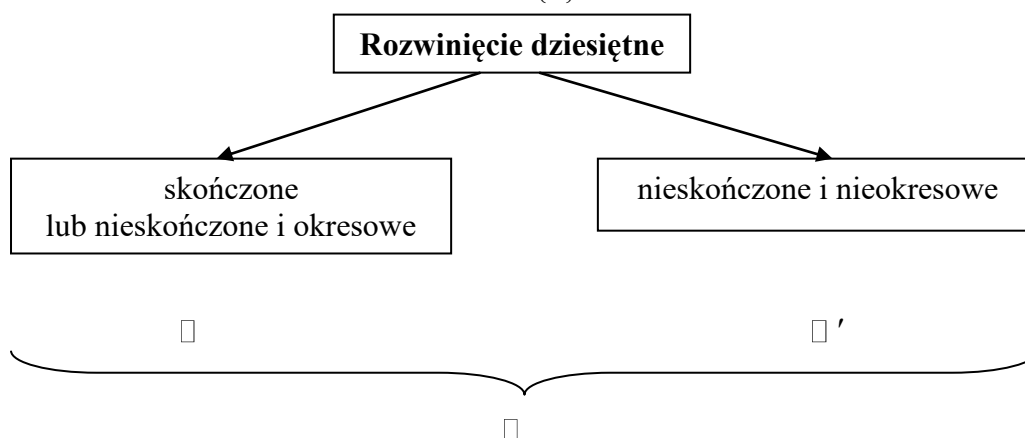 Rozwinięcie dziesiętne
skończone
lub nieskończone i okresowe
nieskończone i nieokresowe
′